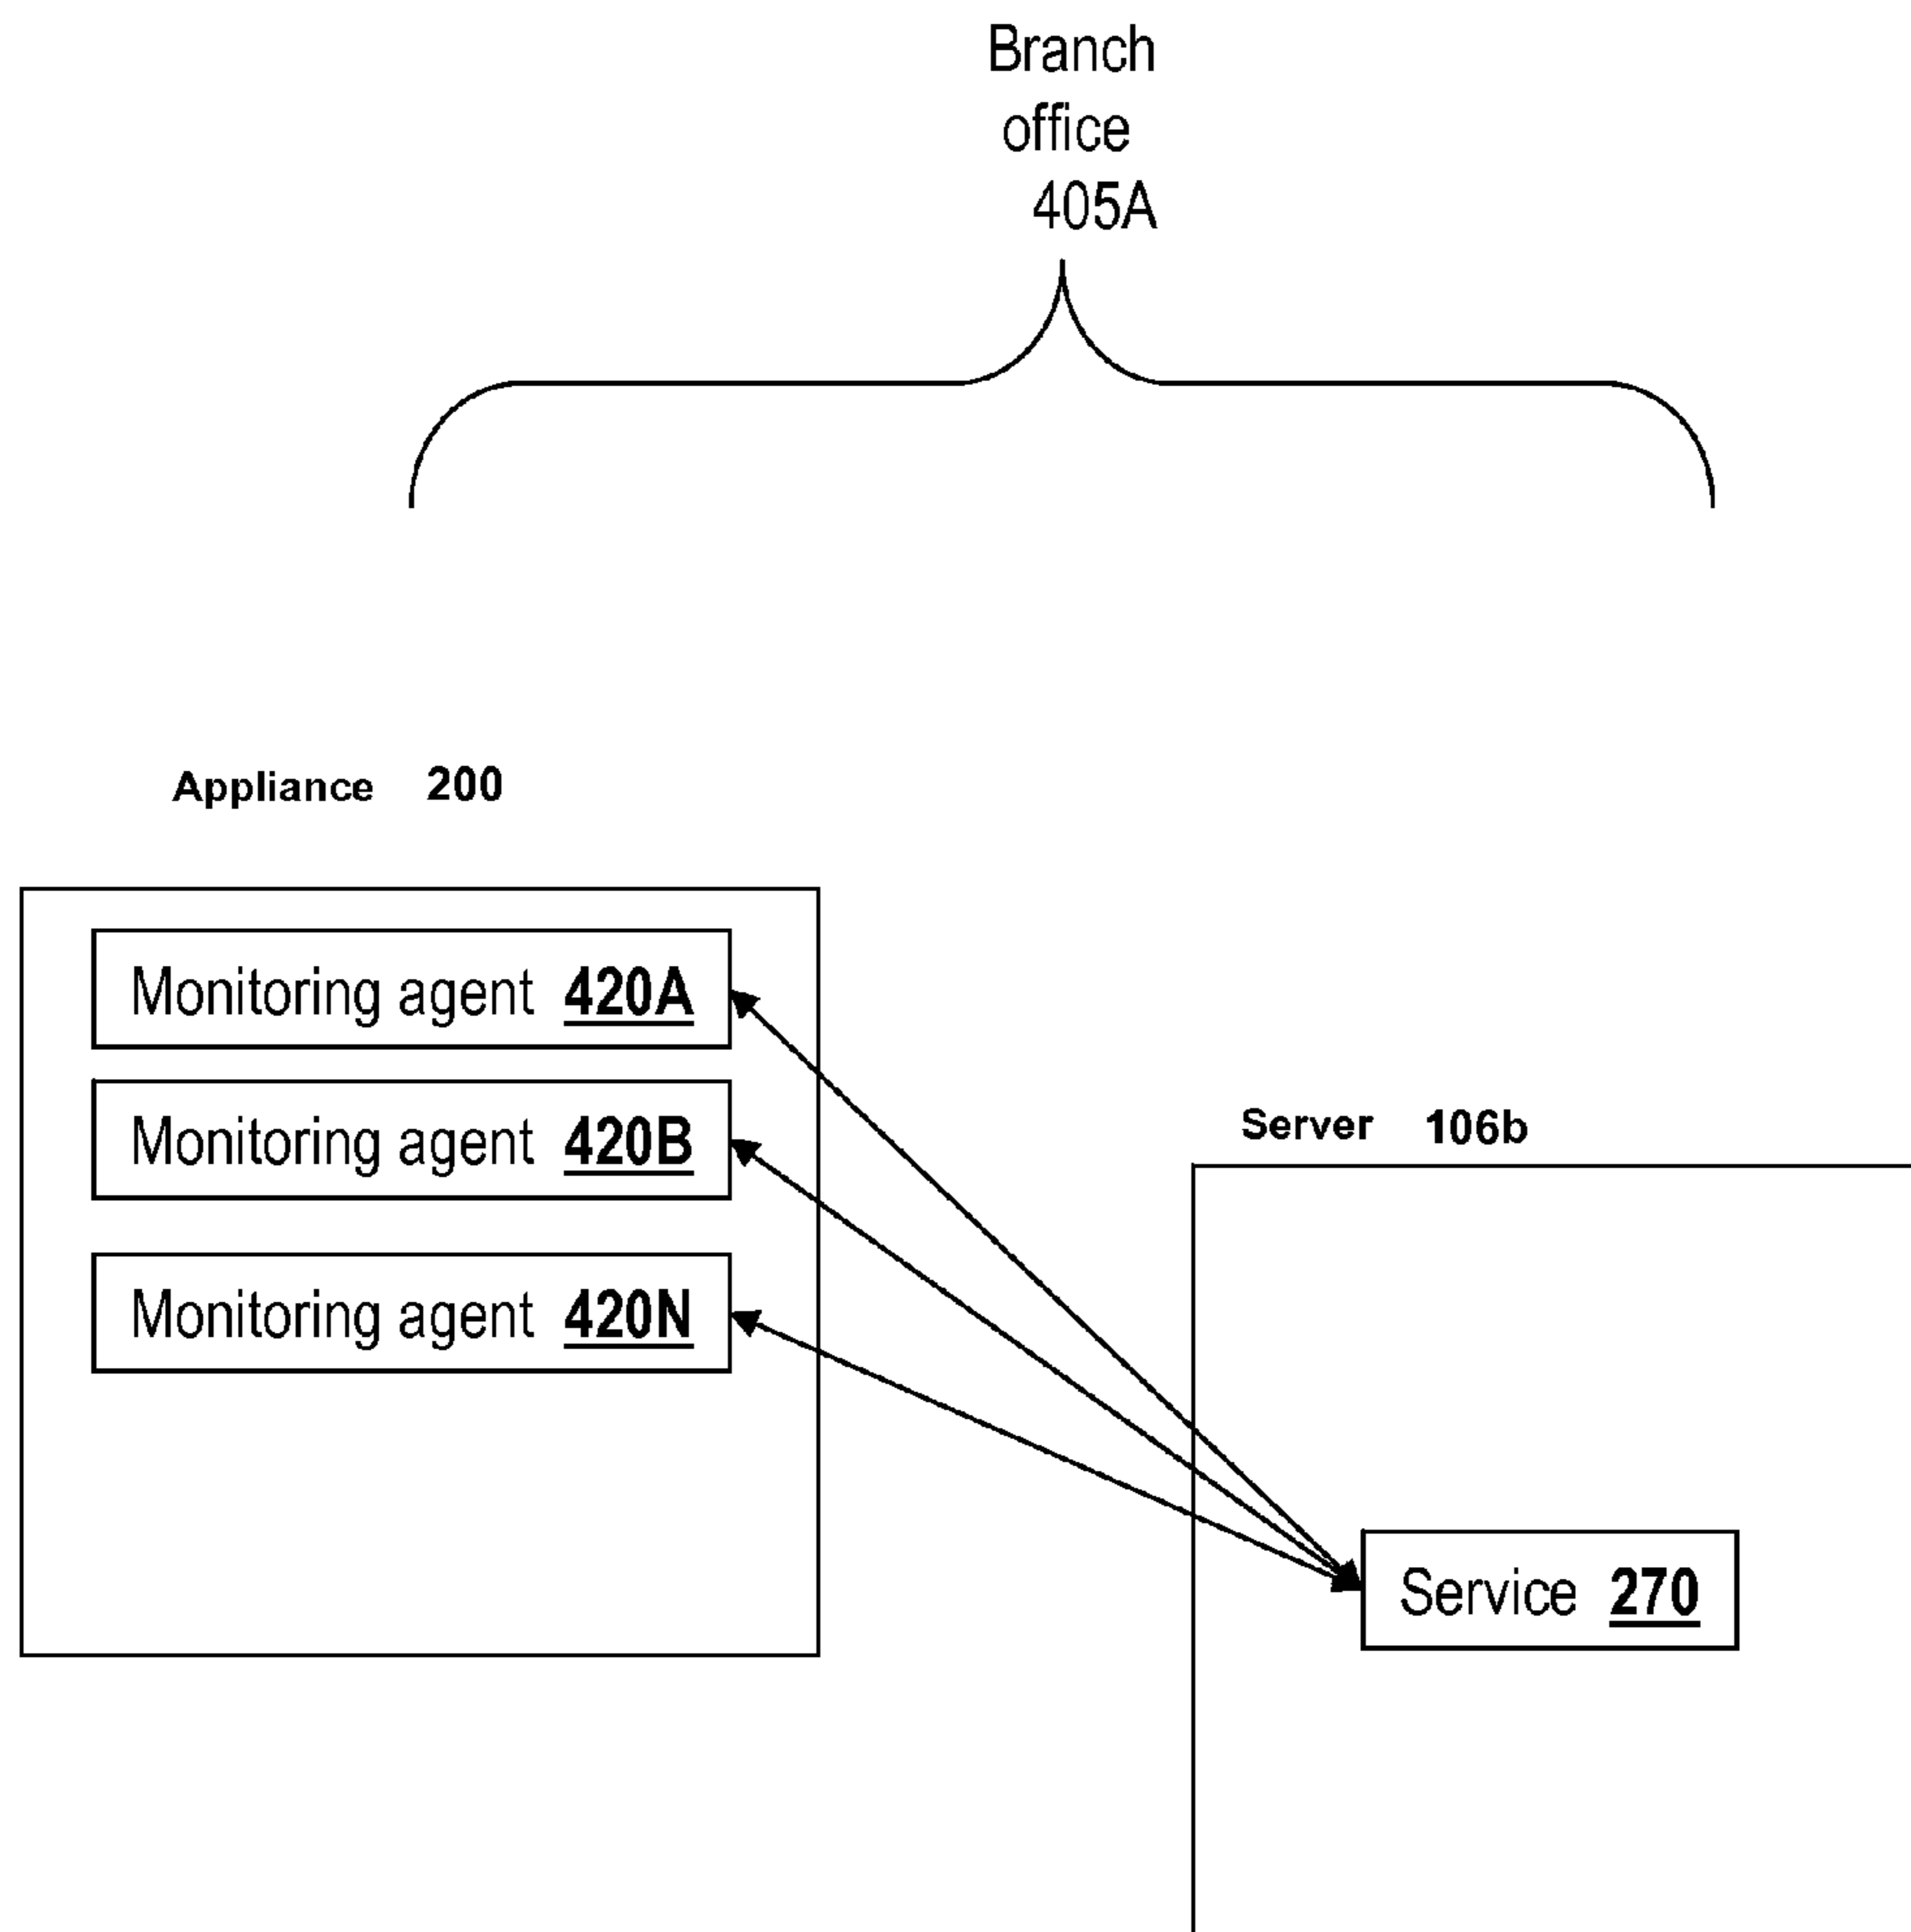 Branch
office
405A
Appliance 200
Monitoring agent 420A
Monitoring agent 420B
Monitoring agent 420N
Server 106b
Service 270